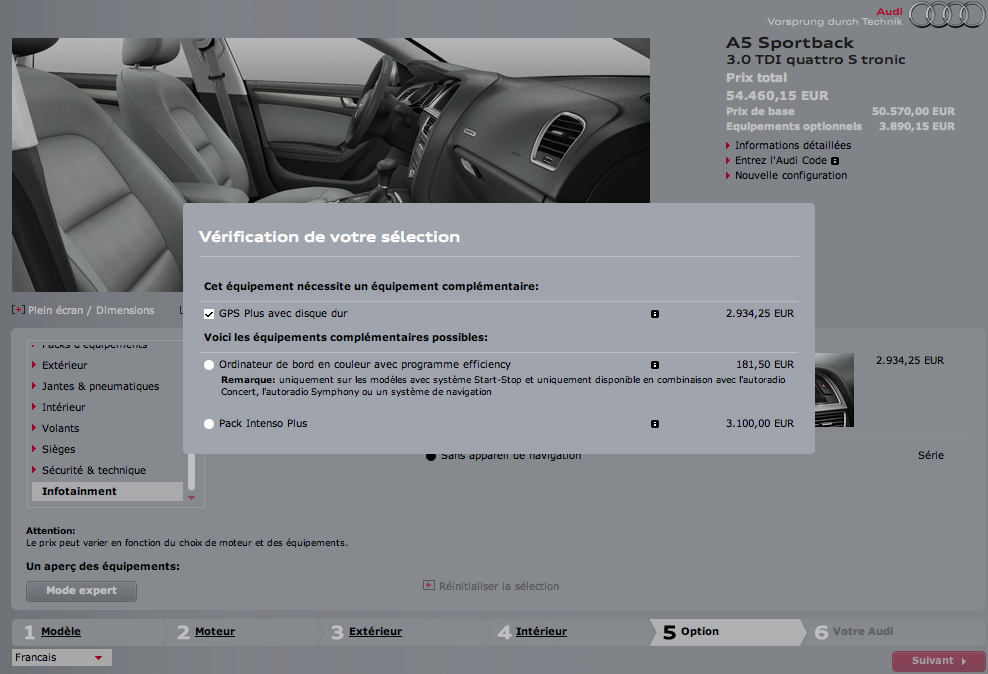 Audi
Vorsprung durch Technik
A5 Sportback
3.0 TDI quattro S tronic
Prix total
54.460,15 EUR
Prix de base 50.570,00 EUR
Equipements optionnels 3.890,15 EUR
Informations détaillées
Entrez l'Audi Code
Nouvelle configuration
Vérification de votre sélection
Cet équipement nécessite un équipement complémentaire:
GPS Plus avec disque dur 2.934,25 EUR
Voici les équipements complémentaires possibles:
Ordinateur de bord en couleur avec programme efficiency 181,50 EUR
Remarque: uniquement sur les modèles avec système Start-Stop et uniquement disponible en combinaison avec l'autoradio
Concert, l'autoradio Symphony ou un système de navigation
Pack Intenso Plus 3.100,00 EUR
[+] Plein écran / Dimensions
Packs d'équipements
Extérieur
Jantes & pneumatiques
Intérieur
Volants
Sièges
Sécurité & technique
Infotainment
2.934,25 EUR
Sans appareil de navigation Série
Attention:
Le prix peut varier en fonction du choix de moteur et des équipements.
Un aperçu des équipements:
Mode expert
Réinitialiser la sélection
1 Modèle
2 Moteur
3 Extérieur
4 Intérieur
5 Option
6 Votre Audi
Francais
Suivant